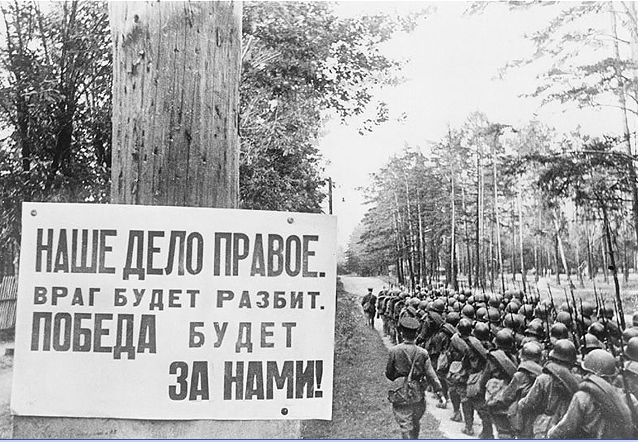 НАШЕ ДЕЛО ПРАВОЕ.
ВРАГ БУДЕТ РАЗБИТ.
ПОБЕДА БУДЕТ
ЗА НАМИ!